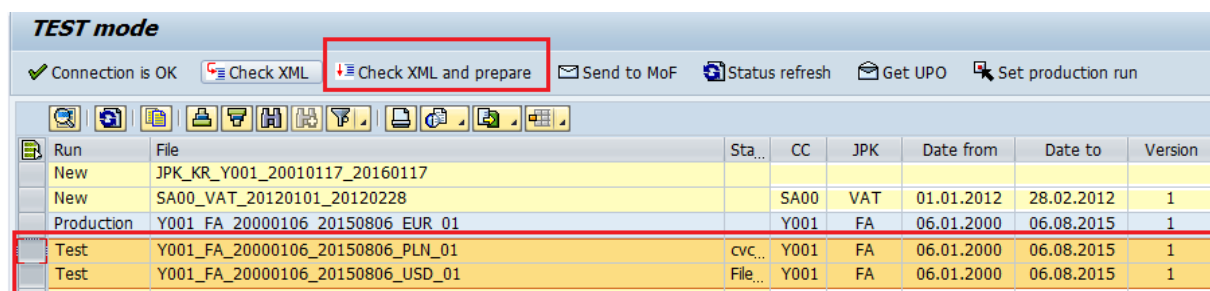 TEST mode
Connection is OK Check XML Check XML and prepare Send to MoF Status refresh Get UPO Set production run
Run File Sta... CC JPK Date from Date to Version
New JPK_KR_Y001_20010117_20160117
New SA00_VAT_20120101_20120228 SA00 VAT 01.01.2012 28.02.2012 1
Production Y001_FA_20000106_20150806_EUR_01 Y001 FA 06.01.2000 06.08.2015 1
Test Y001_FA_20000106_20150806_PLN_01 cvc... Y001 FA 06.01.2000 06.08.2015 1
Test Y001_FA_20000106_20150806_USD_01 File... Y001 FA 06.01.2000 06.08.2015 1